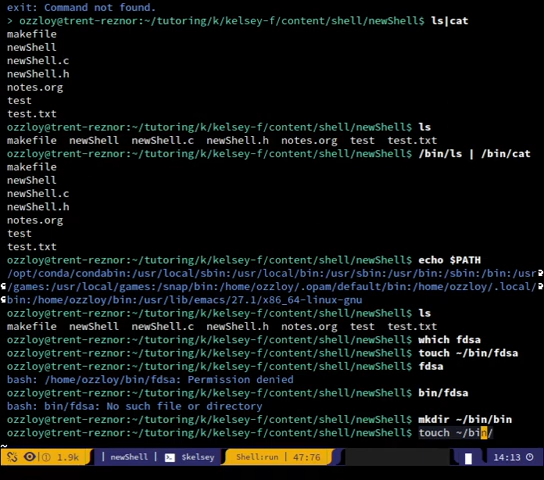 exit: Command not found.
> ozzloy@trent-reznor:~/tutoring/k/kelsey-f/content/shell/newShell$ ls|cat
makefile
newShell
newShell.c
newShell.h
notes.org
test
test.txt
ozzloy@trent-reznor:~/tutoring/k/kelsey-f/content/shell/newShell$ ls
makefile newShell newShell.c newShell.h notes.org test test.txt
ozzloy@trent-reznor:~/tutoring/k/kelsey-f/content/shell/newShell$ /bin/ls | /bin/cat
makefile
newShell
newShell.c
newShell.h
notes.org
test
test.txt
ozzloy@trent-reznor:~/tutoring/k/kelsey-f/content/shell/newShell$ echo $PATH
/opt/conda/condabin:/usr/local/sbin:/usr/local/bin:/usr/sbin:/usr/bin:/sbin:/bin:/usr
/games:/usr/local/games:/snap/bin:/home/ozzloy/.opam/default/bin:/home/ozzloy/.local/
bin:/home/ozzloy/bin:/usr/lib/emacs/27.1/x86_64-linux-gnu
ozzloy@trent-reznor:~/tutoring/k/kelsey-f/content/shell/newShell$ ls
makefile newShell newShell.c newShell.h notes.org test test.txt
ozzloy@trent-reznor:~/tutoring/k/kelsey-f/content/shell/newShell$ which fdsa
ozzloy@trent-reznor:~/tutoring/k/kelsey-f/content/shell/newShell$ touch ~/bin/fdsa
ozzloy@trent-reznor:~/tutoring/k/kelsey-f/content/shell/newShell$ fdsa
bash: /home/ozzloy/bin/fdsa: Permission denied
ozzloy@trent-reznor:~/tutoring/k/kelsey-f/content/shell/newShell$ bin/fdsa
bash: bin/fdsa: No such file or directory
ozzloy@trent-reznor:~/tutoring/k/kelsey-f/content/shell/newShell$ mkdir ~/bin/bin
ozzloy@trent-reznor:~/tutoring/k/kelsey-f/content/shell/newShell$ touch ~/bin/
~
1.9k | newShell | $kelsey Shell:run | 47:76 14:13